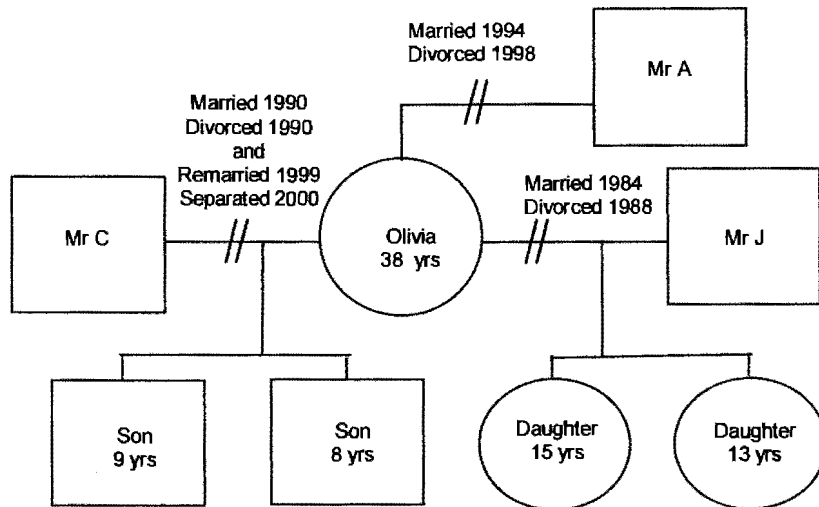 Married 1994
Divorced 1998
Mr A
Married 1990
Divorced 1990
and
Remarried 1999
Separated 2000
Mr C
Olivia
38 yrs
Married 1984
Divorced 1988
Mr J
Son
9 yrs
Son
8 yrs
Daughter
15 yrs
Daughter
13 yrs